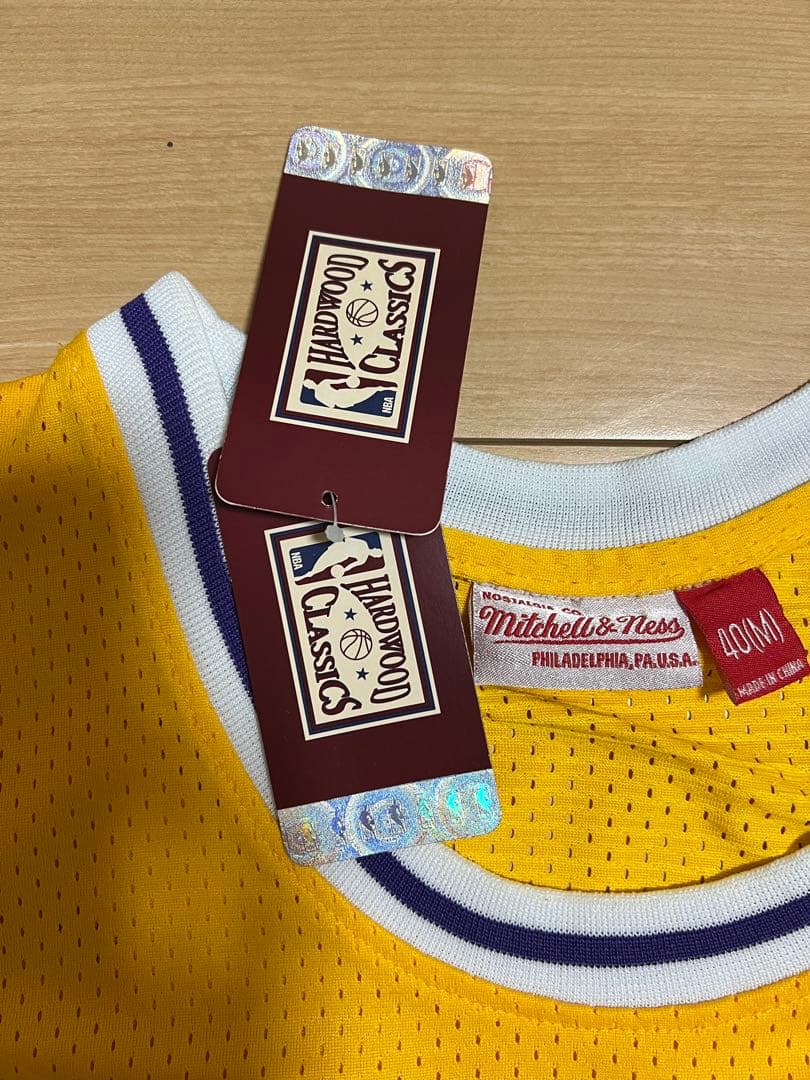 HARDWOOD
CLASSICS
NBA
NBA
HARDWOOD
CLASSICS
NOSTALGIA CO.
Mitchell & Ness
PHILADELPHIA, PA. U.S.A.
40(M)
MADE IN CHINA